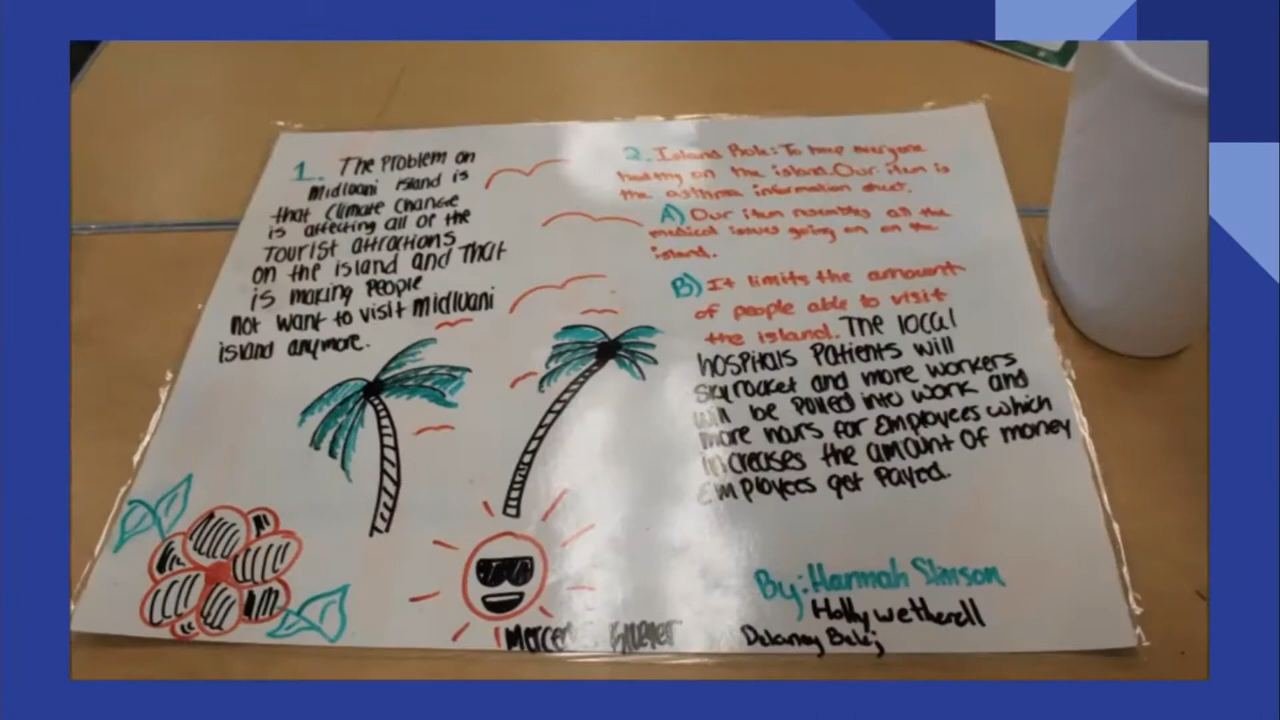 1. The Problem on
Midluani Island is
that Climate Change
is affecting all of the
Tourist attractions
on the island and That
is making People
not want to visit midluani
island anymore.
2. Island Role: To keep everyone
healthy on the island. Our item is
the asthma information sheet.
A) Our item resembles all the
medical issues going on on the
island.
B) It limits the amount
of people able to visit
the island. The local
hospitals Patients will
skyrocket and more workers
will be Pulled into work and
more hours for Employees which
increases the amount of money
Employees get Payed.
By: Hannah Stinson
Holly wetherell
Delaney